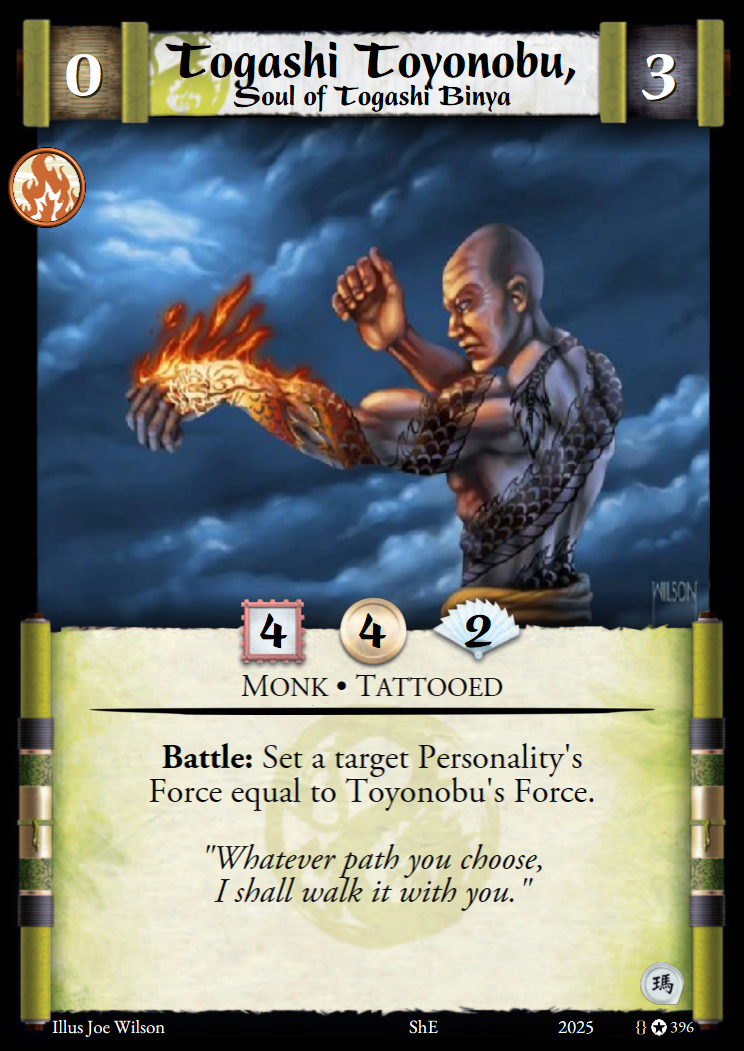 0
Togashi Toyonobu,
3
Soul of Togashi Binya
WILSON
4
4
2
Monk • Tattooed
Battle: Set a target Personality's
Force equal to Toyonobu's Force.
"Whatever path you choose,
I shall walk it with you."
瑪
Illus Joe Wilson
ShE
2025
{} ✪ 396